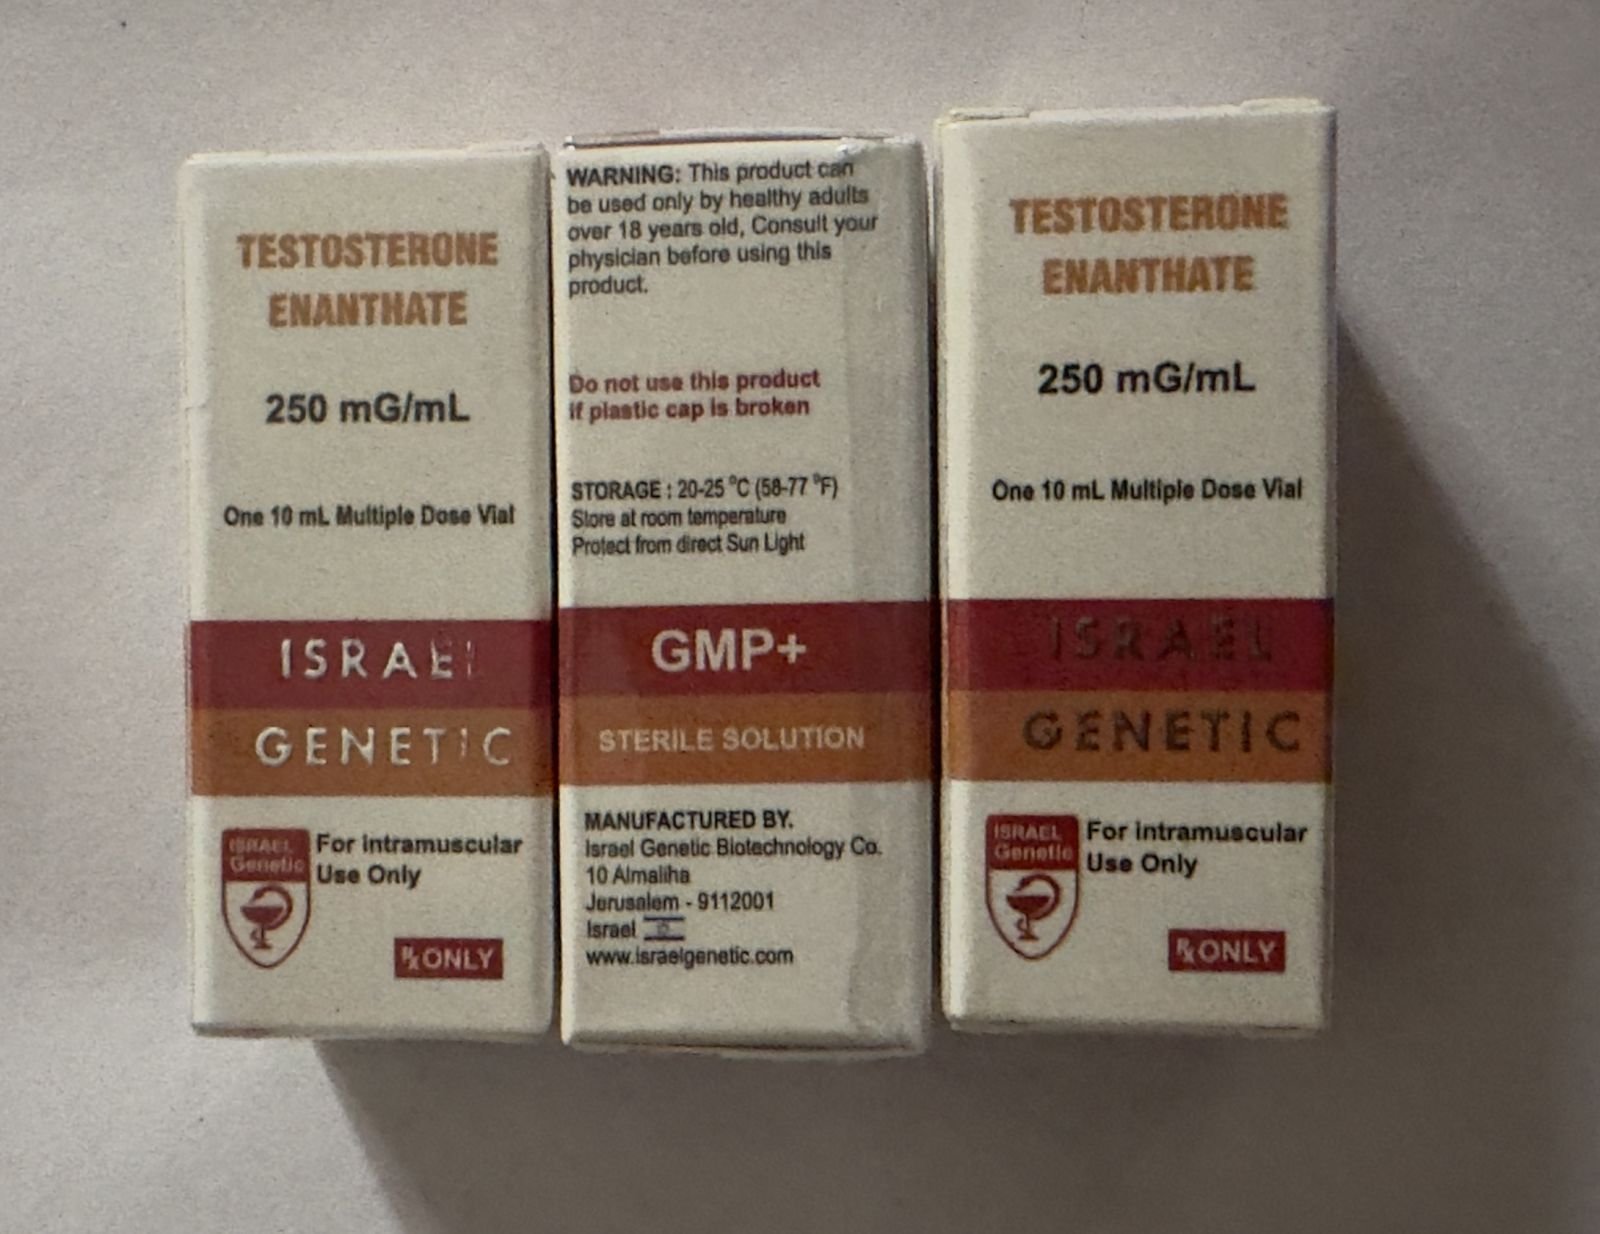 TESTOSTERONE
ENANTHATE
250 mG/mL
One 10 mL Multiple Dose Vial
ISRAEL
GENETIC
ISRAEL
Genetic
For intramuscular
Use Only
℞ ONLY
WARNING: This product can
be used only by healthy adults
over 18 years old, Consult your
physician before using this
product.
Do not use this product
if plastic cap is broken
STORAGE : 20-25 °C (58-77 °F)
Store at room temperature
Protect from direct Sun Light
GMP+
STERILE SOLUTION
MANUFACTURED BY.
Israel Genetic Biotechnology Co.
10 Almaliha
Jerusalem - 9112001
Israel
www.israelgenetic.com
TESTOSTERONE
ENANTHATE
250 mG/mL
One 10 mL Multiple Dose Vial
ISRAEL
GENETIC
ISRAEL
Genetic
For intramuscular
Use Only
℞ ONLY